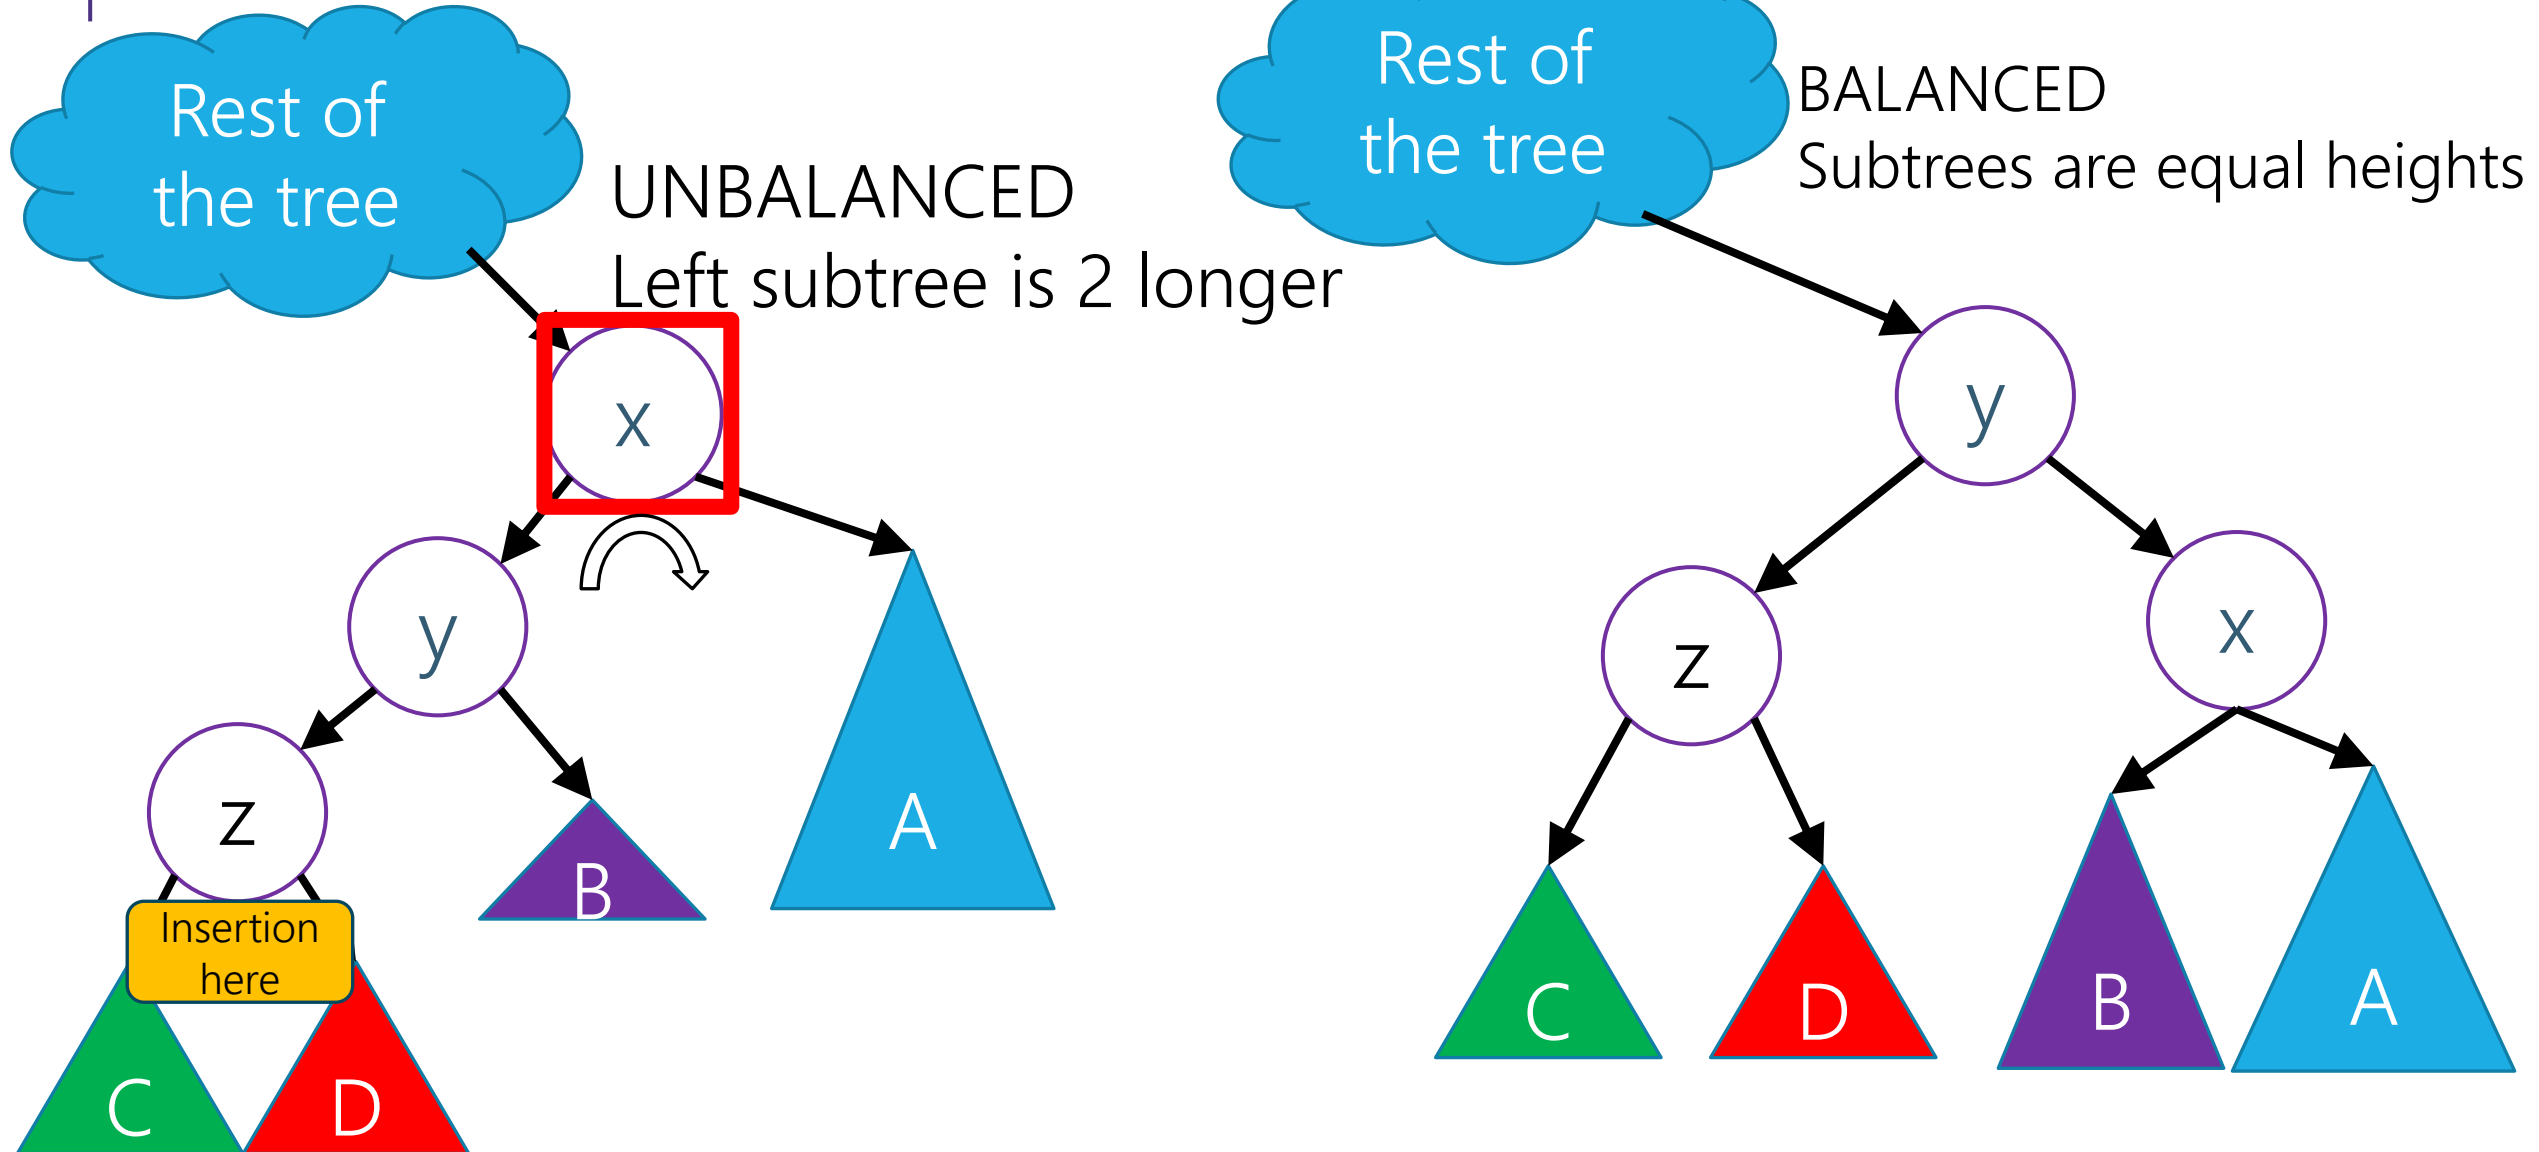 Rest of
the tree
UNBALANCED
Left subtree is 2 longer
x
y
z
Insertion
here
B
A
C
D
Rest of
the tree
BALANCED
Subtrees are equal heights
y
z
x
C
D
B
A